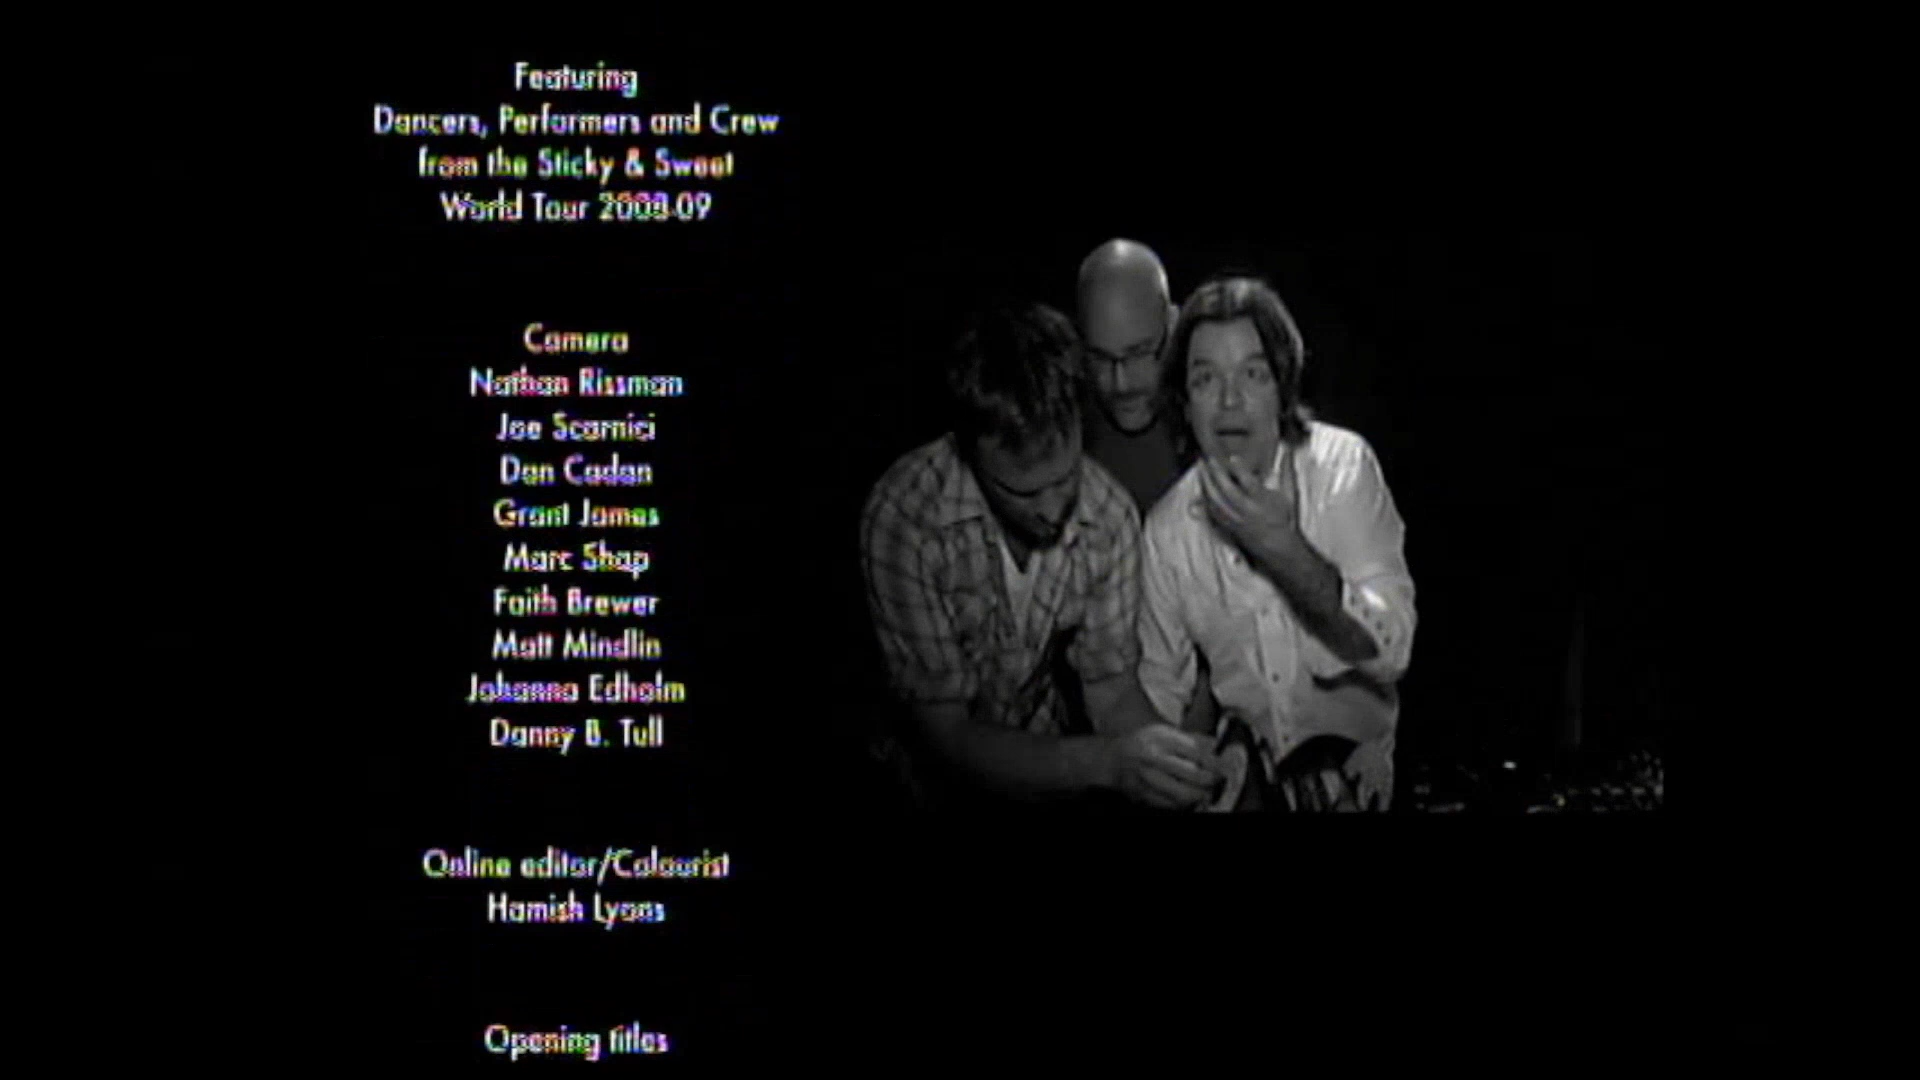 Featuring
Dancers, Performers and Crew
from the Sticky & Sweet
World Tour 2008-09
Camera
Nathan Rissman
Joe Scarnici
Dan Cadan
Grant James
Marc Shap
Faith Brewer
Matt Mindlin
Johanna Edholm
Danny B. Tull
Online editor/Colourist
Hamish Lyons
Opening titles